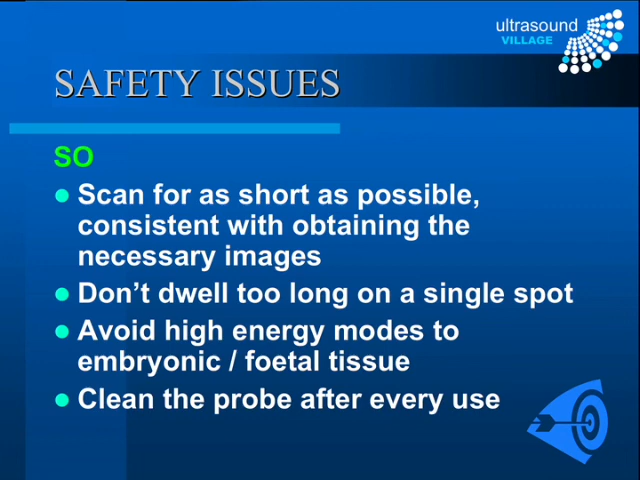 ultrasound
VILLAGE
SAFETY ISSUES
SO
Scan for as short as possible,
consistent with obtaining the
necessary images
Don't dwell too long on a single spot
Avoid high energy modes to
embryonic / foetal tissue
Clean the probe after every use